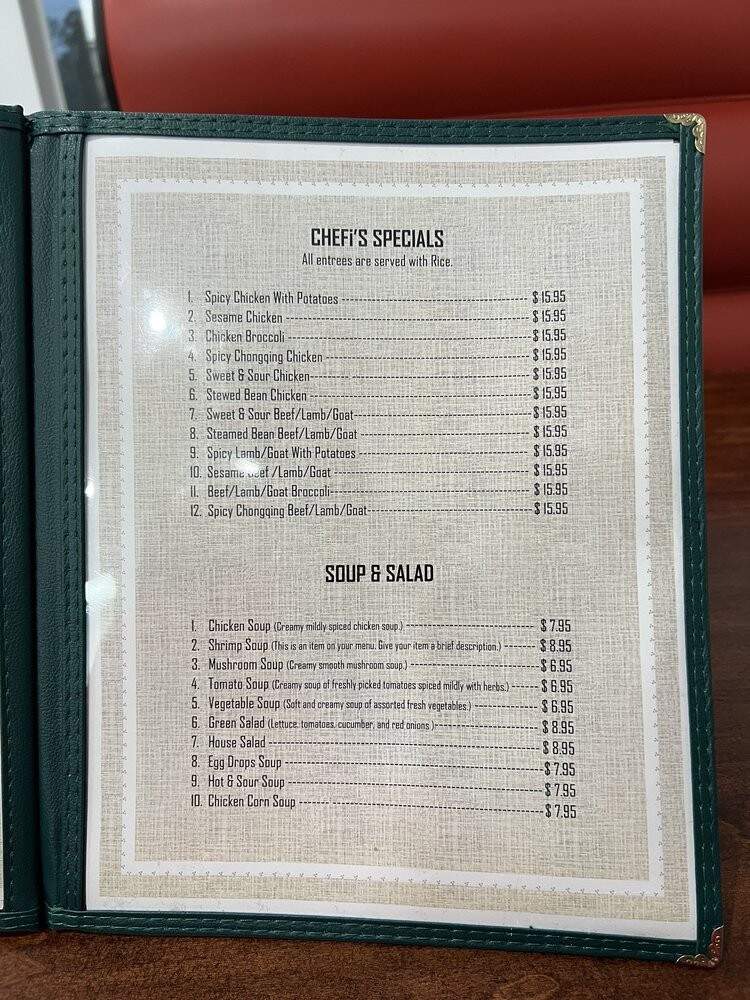 CHEFi'S SPECIALS
All entrees are served with Rice.
1. Spicy Chicken With Potatoes ---------------------- $ 15.95
2. Sesame Chicken ---------------------- $ 15.95
3. Chicken Broccoli ---------------------- $ 15.95
4. Spicy Chongqing Chicken ---------------------- $ 15.95
5. Sweet & Sour Chicken---------------------- $ 15.95
6. Stewed Bean Chicken ---------------------- $ 15.95
7. Sweet & Sour Beef/Lamb/Goat---------------------- $ 15.95
8. Steamed Bean Beef/Lamb/Goat ---------------------- $ 15.95
9. Spicy Lamb/Goat With Potatoes ---------------------- $ 15.95
10. Sesame Beef /Lamb/Goat ---------------------- $ 15.95
11. Beef/Lamb/Goat Broccoli---------------------- $ 15.95
12. Spicy Chongqing Beef/Lamb/Goat---------------------- $ 15.95
SOUP & SALAD
1. Chicken Soup (Creamy mildly spiced chicken soup.) ---------------------- $ 7.95
2. Shrimp Soup (This is an item on your menu. Give your item a brief description.) ------- $ 8.95
3. Mushroom Soup (Creamy smooth mushroom soup.) ---------------------- $ 6.95
4. Tomato Soup (Creamy soup of freshly picked tomatoes spiced mildly with herbs.) ------ $ 6.95
5. Vegetable Soup (Soft and creamy soup of assorted fresh vegetables.) ------------- $ 6.95
6. Green Salad (Lettuce, tomatoes, cucumber, and red onions.)---------------------- $ 8.95
7. House Salad ---------------------- $ 8.95
8. Egg Drops Soup ---------------------- $ 7.95
9. Hot & Sour Soup ---------------------- $ 7.95
10. Chicken Corn Soup ---------------------- $ 7.95